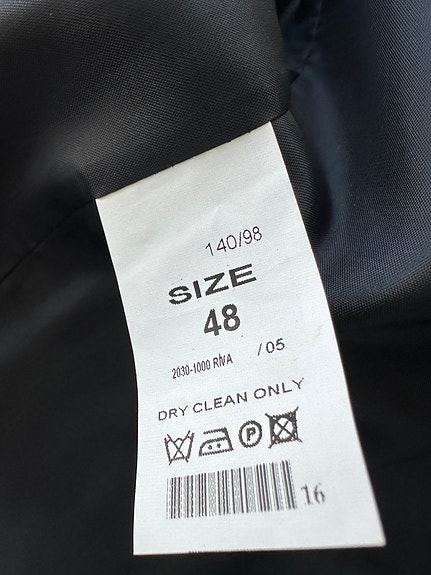 140/98
SIZE
48
2030-1000 RIVA / 05
DRY CLEAN ONLY
P
16